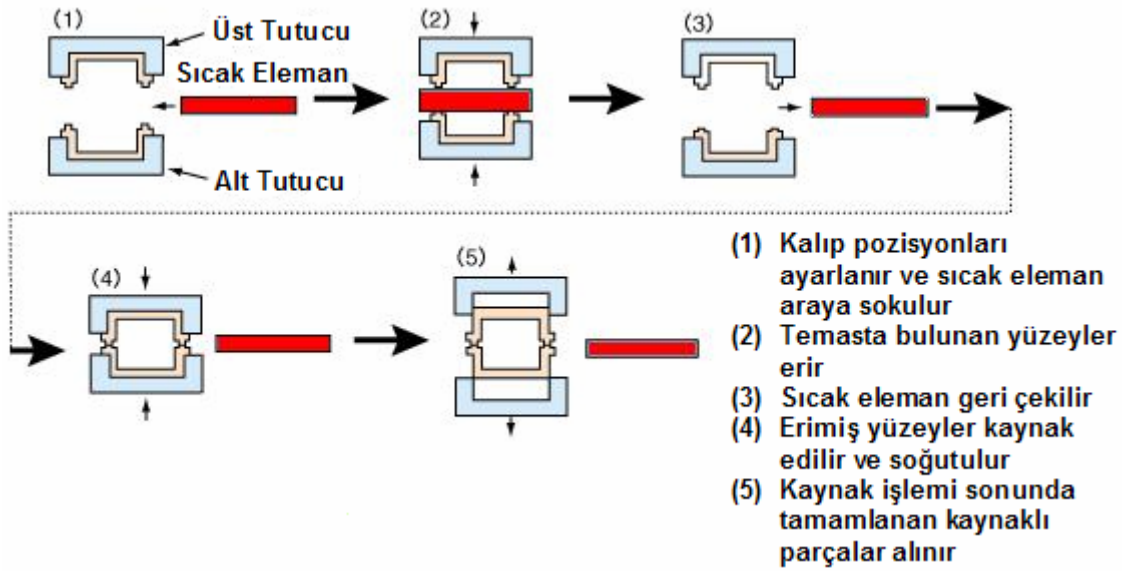 (1)
Üst Tutucu
Sıcak Eleman
Alt Tutucu
(2)
(3)
(4)
(5)
(1) Kalıp pozisyonları
ayarlanır ve sıcak eleman
araya sokulur
(2) Temasta bulunan yüzeyler
erir
(3) Sıcak eleman geri çekilir
(4) Erimiş yüzeyler kaynak
edilir ve soğutulur
(5) Kaynak işlemi sonunda
tamamlanan kaynaklı
parçalar alınır